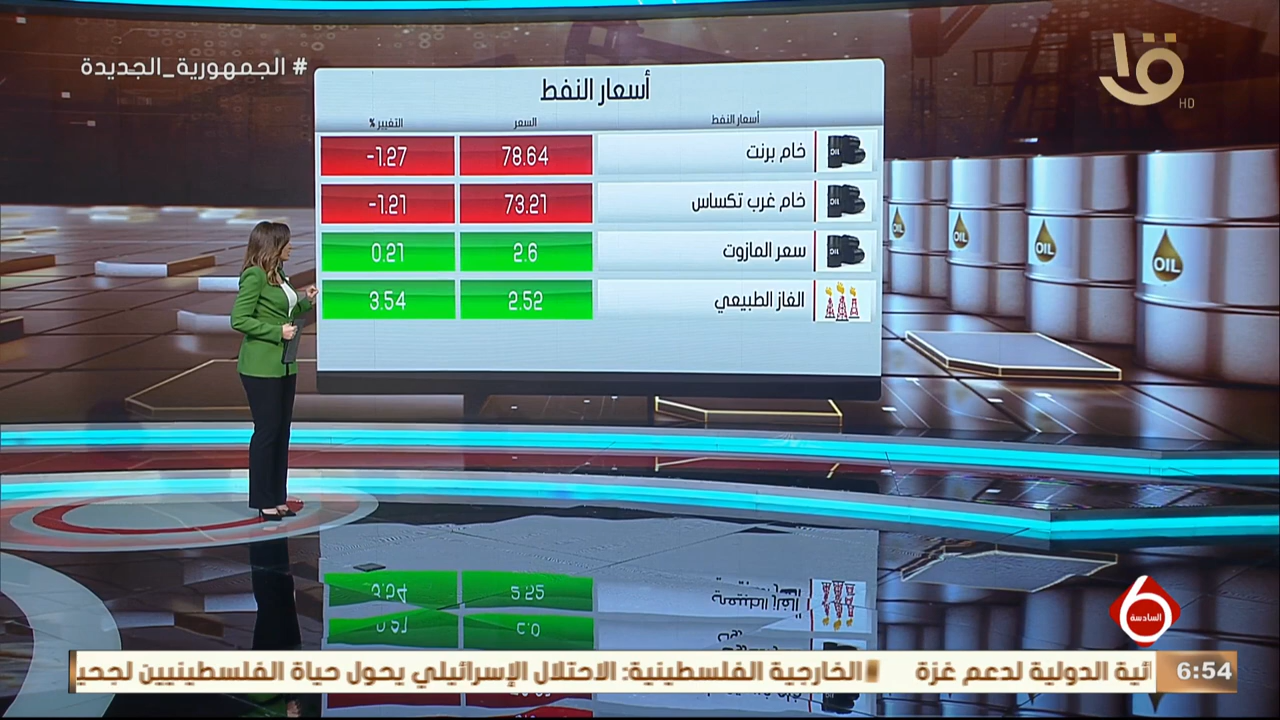 # الجمهورية_الجديدة
HD
أسعار النفط
أسعار النفط السعر التغيير %
خام برنت 78.64 -1.27
خام غرب تكساس 73.21 -1.21
سعر المازوت 2.6 0.21
الغاز الطبيعي 2.52 3.54
OIL
OIL
OIL
OIL
6 السادسة
6:54
ئية الدولية لدعم غزة الخارجية الفلسطينية: الاحتلال الإسرائيلي يحول حياة الفلسطينيين لجحي